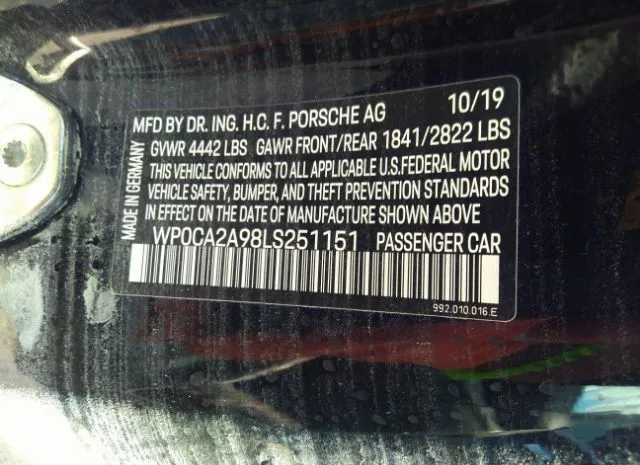 MFD BY DR. ING. H.C. F. PORSCHE AG 10/19
GVWR 4442 LBS GAWR FRONT/REAR 1841/2822 LBS
THIS VEHICLE CONFORMS TO ALL APPLICABLE U.S.FEDERAL MOTOR
VEHICLE SAFETY, BUMPER, AND THEFT PREVENTION STANDARDS
IN EFFECT ON THE DATE OF MANUFACTURE SHOWN ABOVE
WP0CA2A98LS251151 PASSENGER CAR
992.010.016.E
MADE IN GERMANY